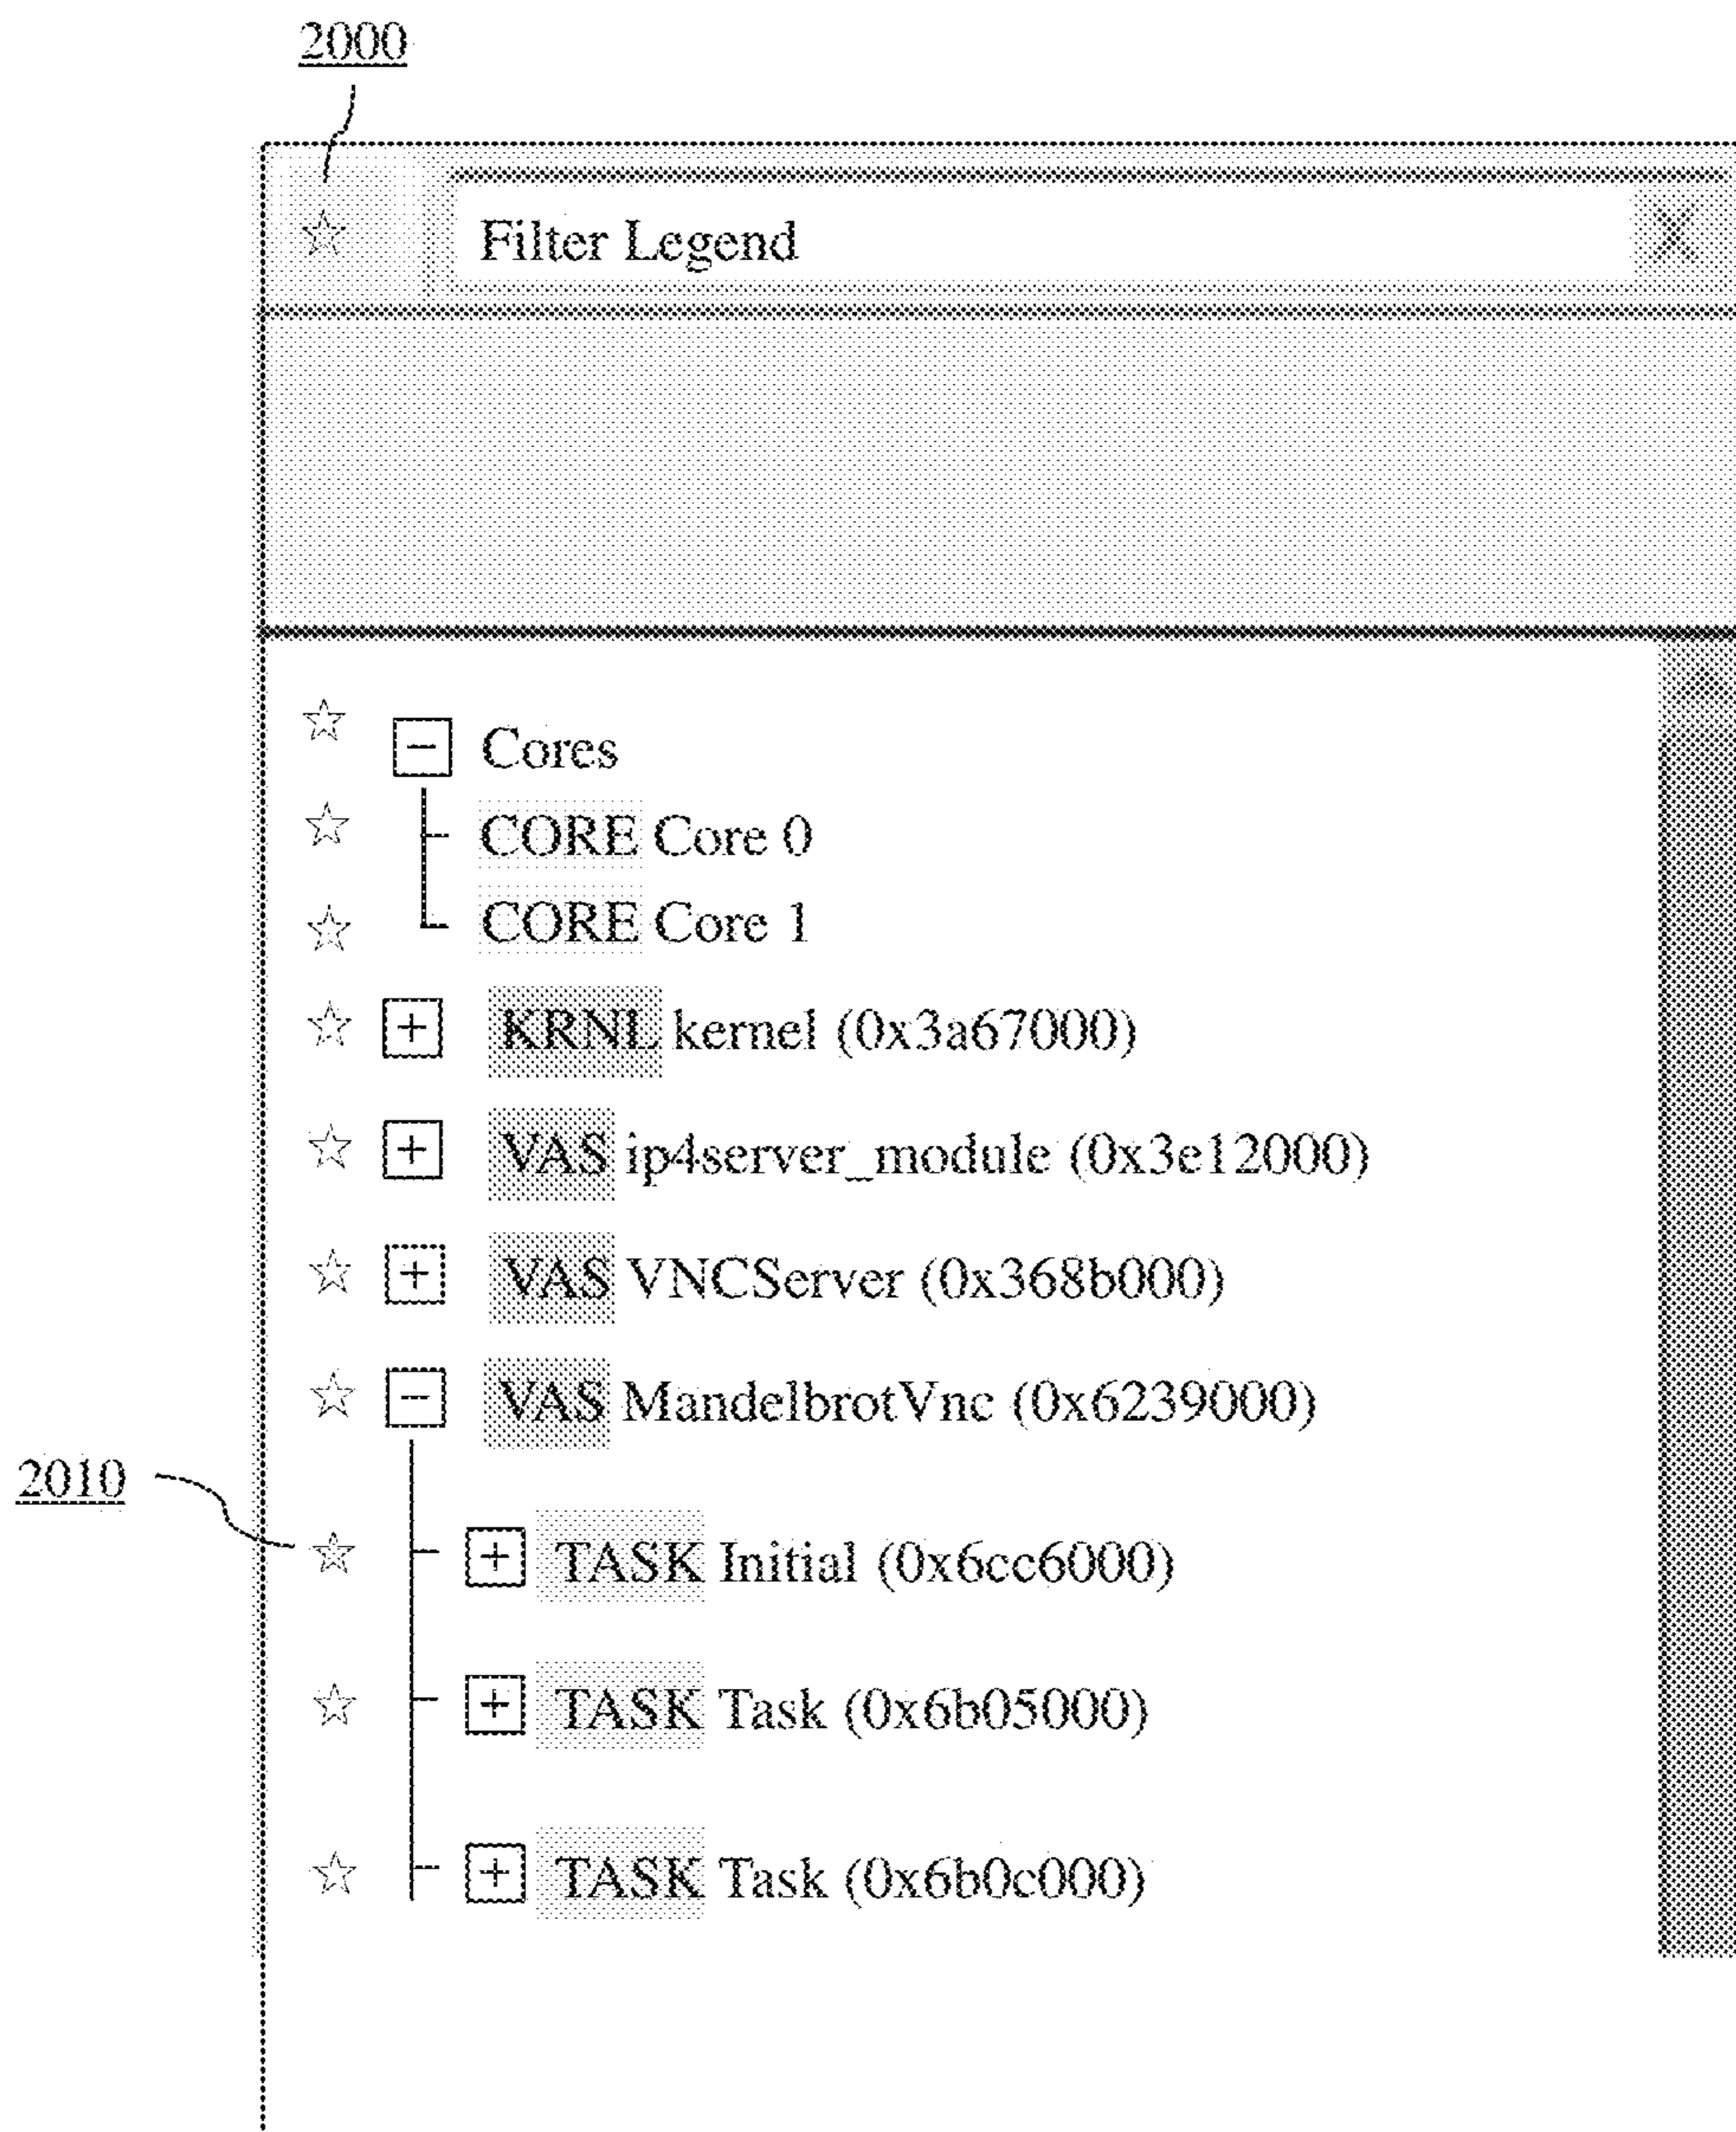 2000
☆ Filter Legend X
☆ - Cores
☆ CORE Core 0
☆ CORE Core 1
☆ + KRNL kernel (0x3a67000)
☆ + VAS ip4server_module (0x3e12000)
☆ + VAS VNCServer (0x368b000)
☆ - VAS MandelbrotVnc (0x6239000)
2010
☆ + TASK Initial (0x6cc6000)
☆ + TASK Task (0x6b05000)
☆ + TASK Task (0x6b0c000)